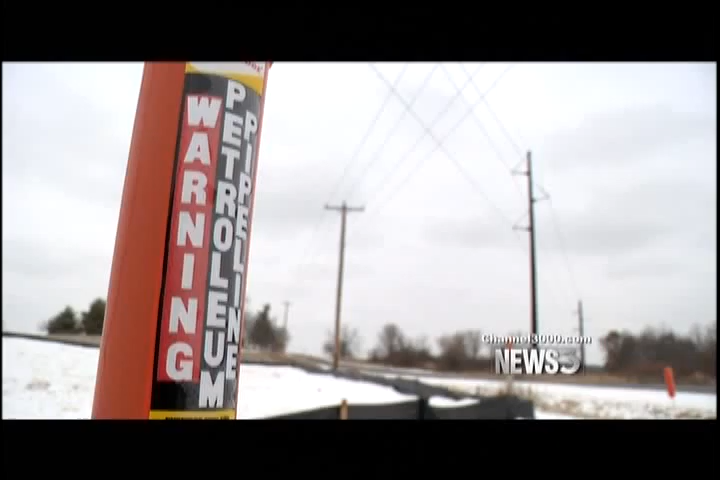 WARNING
PETROLEUM
PIPELINE
Channel3000.com
NEWS3